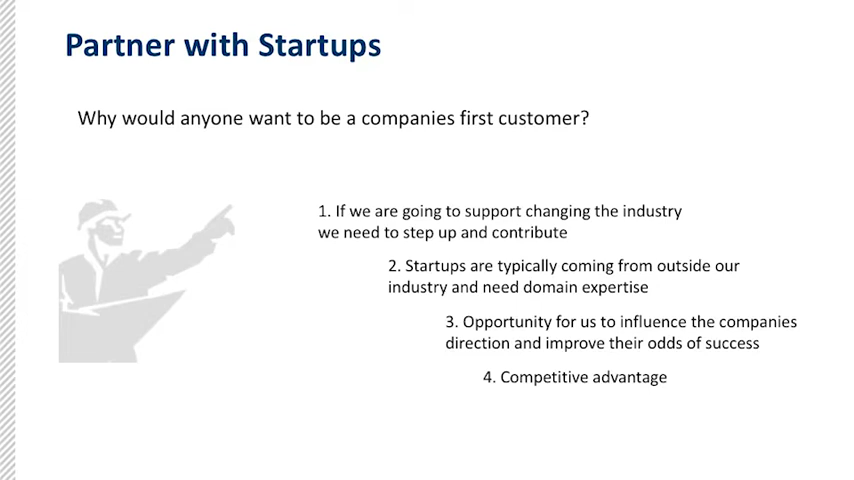 Partner with Startups
Why would anyone want to be a companies first customer?
1. If we are going to support changing the industry
we need to step up and contribute
2. Startups are typically coming from outside our
industry and need domain expertise
3. Opportunity for us to influence the companies
direction and improve their odds of success
4. Competitive advantage